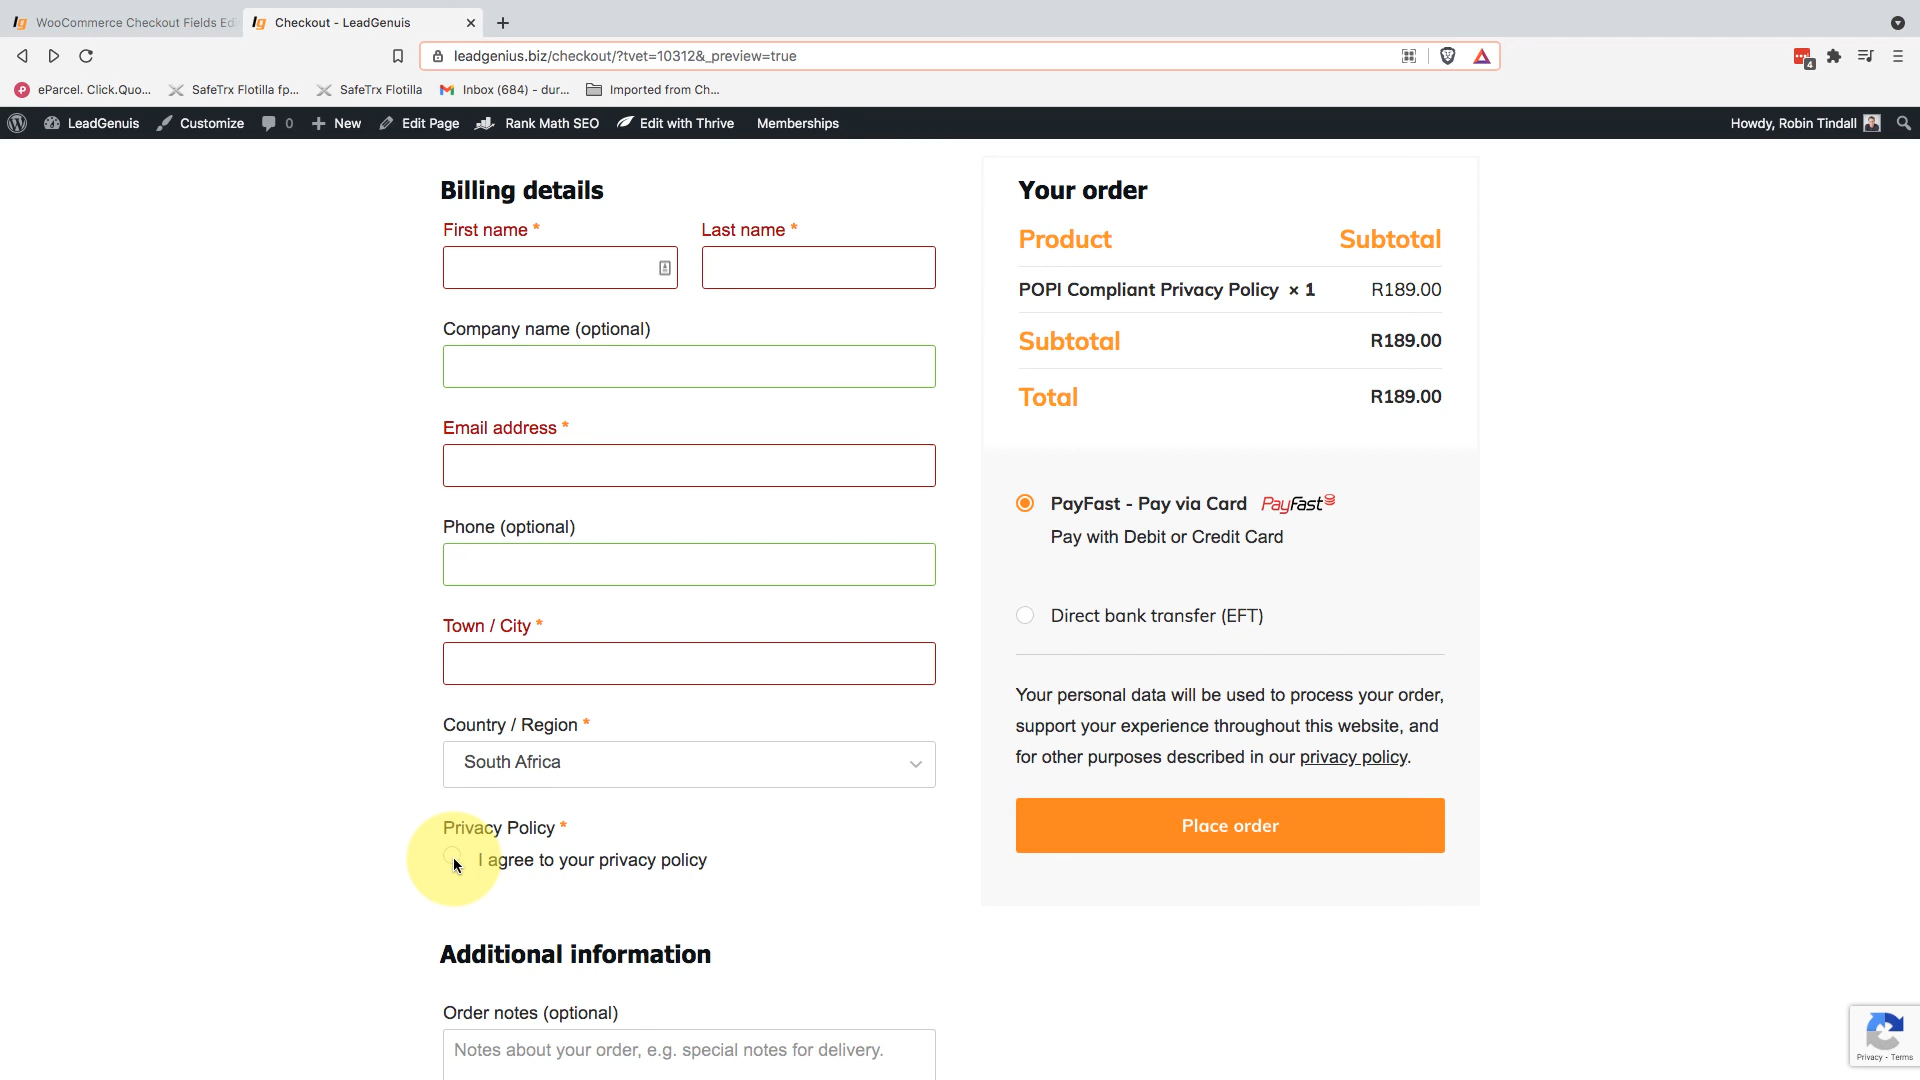 WooCommerce Checkout Fields Ed
Checkout - LeadGenuis
leadgenius.biz/checkout/?tvet=10312&_preview=true
4
eParcel. Click.Quo...
SafeTrx Flotilla fp...
SafeTrx Flotilla
Inbox (684) - dur...
Imported from Ch...
LeadGenuis
Customize
0
New
Edit Page
Rank Math SEO
Edit with Thrive
Memberships
Howdy, Robin Tindall
Billing details
First name *
Last name *
Company name (optional)
Email address *
Phone (optional)
Town / City *
Country / Region *
South Africa
Privacy Policy *
I agree to your privacy policy
Additional information
Order notes (optional)
Notes about your order, e.g. special notes for delivery.
Your order
Product Subtotal
POPI Compliant Privacy Policy × 1 R189.00
Subtotal R189.00
Total R189.00
PayFast - Pay via Card PayFast
Pay with Debit or Credit Card
Direct bank transfer (EFT)
Your personal data will be used to process your order,
support your experience throughout this website, and
for other purposes described in our privacy policy.
Place order
Privacy - Terms